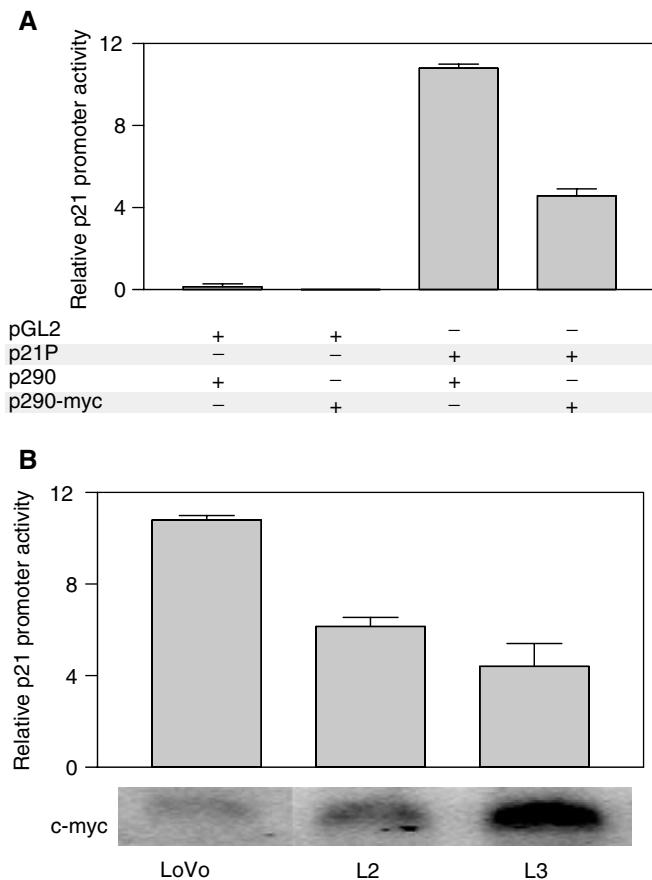 A
Relative p21 promoter activity
12
8
4
0
pGL2 + + − −
p21P − − + +
p290 + − + −
p290-myc − + − +
B
Relative p21 promoter activity
12
8
4
0
c-myc
LoVo L2 L3